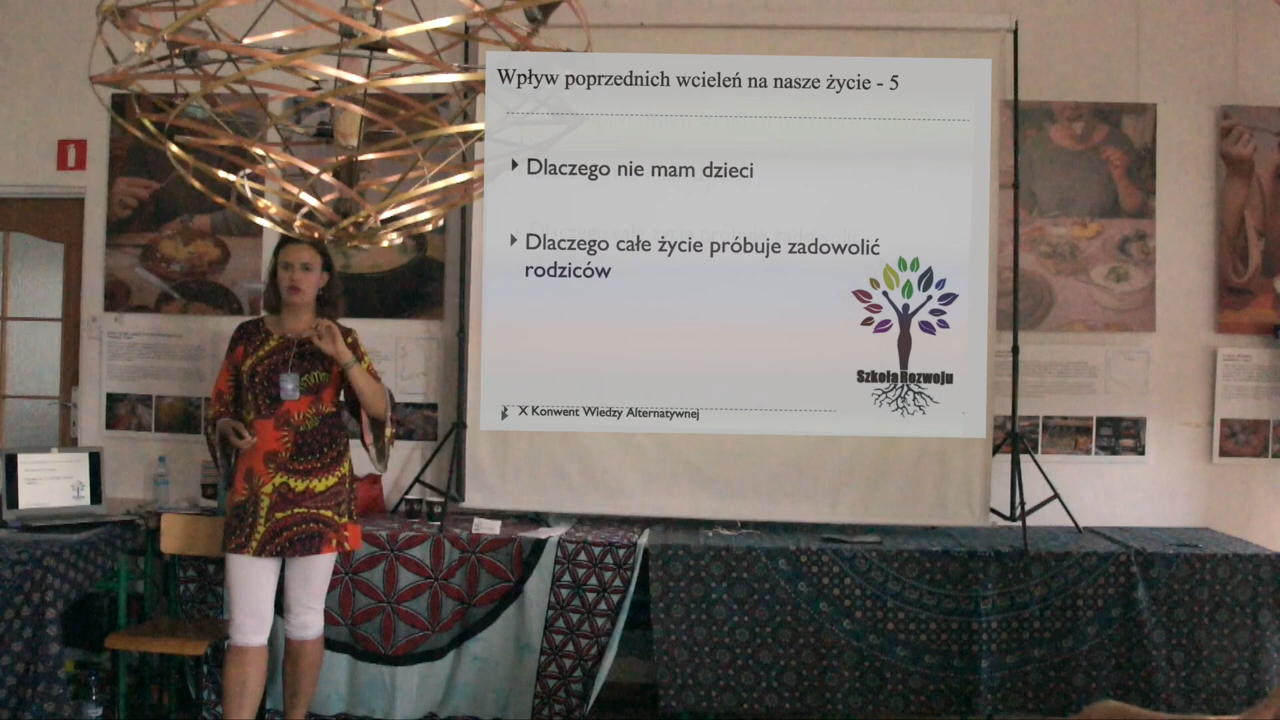 Wpływ poprzednich wcieleń na nasze życie - 5
Dlaczego nie mam dzieci
Dlaczego całe życie próbuje zadowolić
rodziców
Szkoła Rozwoju
X Konwent Wiedzy Alternatywnej